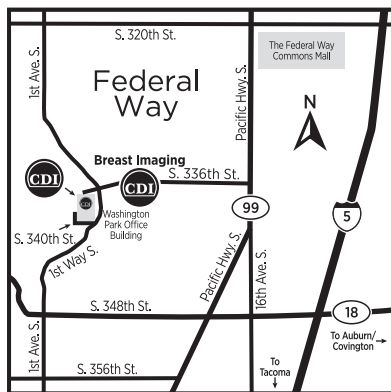 S. 320th St.
1st Ave. S.
Federal
Way
Pacific Hwy. S.
The Federal Way
Commons Mall
N
Breast Imaging
CDI
CDI
S. 336th St.
CDI
Washington
Park Office
Building
99
5
S. 340th St.
1st Way S.
Pacific Hwy. S.
16th Ave. S.
S. 348th St.
18
1st Ave. S.
To Auburn/
Covington
S. 356th St.
To
Tacoma